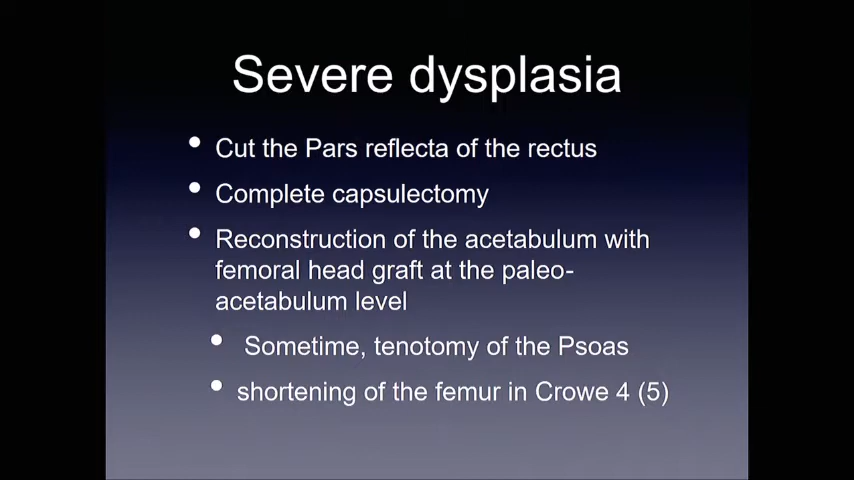 Severe dysplasia
• Cut the Pars reflecta of the rectus
• Complete capsulectomy
• Reconstruction of the acetabulum with
femoral head graft at the paleo-
acetabulum level
• Sometime, tenotomy of the Psoas
• shortening of the femur in Crowe 4 (5)